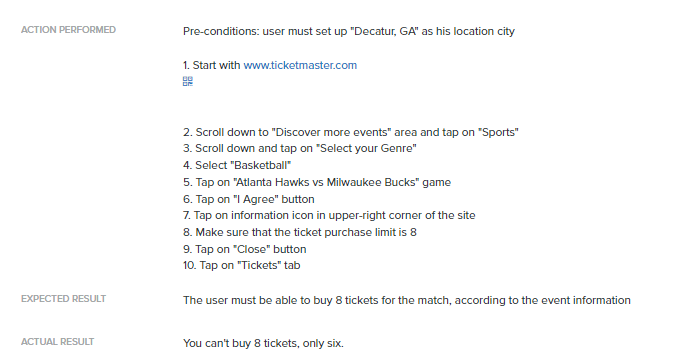 ACTION PERFORMED
Pre-conditions: user must set up "Decatur, GA" as his location city
1. Start with www.ticketmaster.com
2. Scroll down to "Discover more events" area and tap on "Sports"
3. Scroll down and tap on "Select your Genre"
4. Select "Basketball"
5. Tap on "Atlanta Hawks vs Milwaukee Bucks" game
6. Tap on "I Agree" button
7. Tap on information icon in upper-right corner of the site
8. Make sure that the ticket purchase limit is 8
9. Tap on "Close" button
10. Tap on "Tickets" tab
EXPECTED RESULT
The user must be able to buy 8 tickets for the match, according to the event information
ACTUAL RESULT
You can't buy 8 tickets, only six.